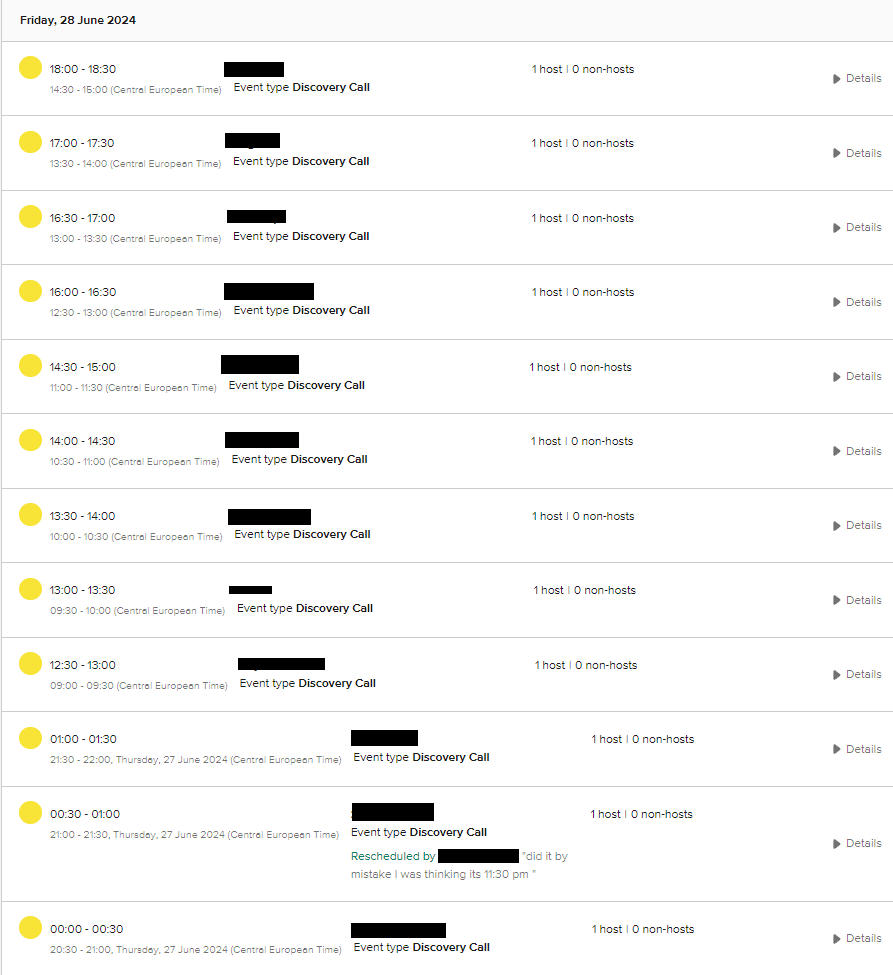 Friday, 28 June 2024
18:00 - 18:30
1 host | 0 non-hosts
14:30 - 15:00 (Central European Time)
Event type Discovery Call
Details
17:00 - 17:30
1 host | 0 non-hosts
13:30 - 14:00 (Central European Time)
Event type Discovery Call
Details
16:30 - 17:00
1 host | 0 non-hosts
13:00 - 13:30 (Central European Time)
Event type Discovery Call
Details
16:00 - 16:30
1 host | 0 non-hosts
12:30 - 13:00 (Central European Time)
Event type Discovery Call
Details
14:30 - 15:00
1 host | 0 non-hosts
11:00 - 11:30 (Central European Time)
Event type Discovery Call
Details
14:00 - 14:30
1 host | 0 non-hosts
10:30 - 11:00 (Central European Time)
Event type Discovery Call
Details
13:30 - 14:00
1 host | 0 non-hosts
10:00 - 10:30 (Central European Time)
Event type Discovery Call
Details
13:00 - 13:30
1 host | 0 non-hosts
09:30 - 10:00 (Central European Time)
Event type Discovery Call
Details
12:30 - 13:00
1 host | 0 non-hosts
09:00 - 09:30 (Central European Time)
Event type Discovery Call
Details
01:00 - 01:30
1 host | 0 non-hosts
21:30 - 22:00, Thursday, 27 June 2024 (Central European Time)
Event type Discovery Call
Details
00:30 - 01:00
1 host | 0 non-hosts
21:00 - 21:30, Thursday, 27 June 2024 (Central European Time)
Event type Discovery Call
Rescheduled by "did it by
mistake I was thinking its 11:30 pm "
Details
00:00 - 00:30
1 host | 0 non-hosts
20:30 - 21:00, Thursday, 27 June 2024 (Central European Time)
Event type Discovery Call
Details